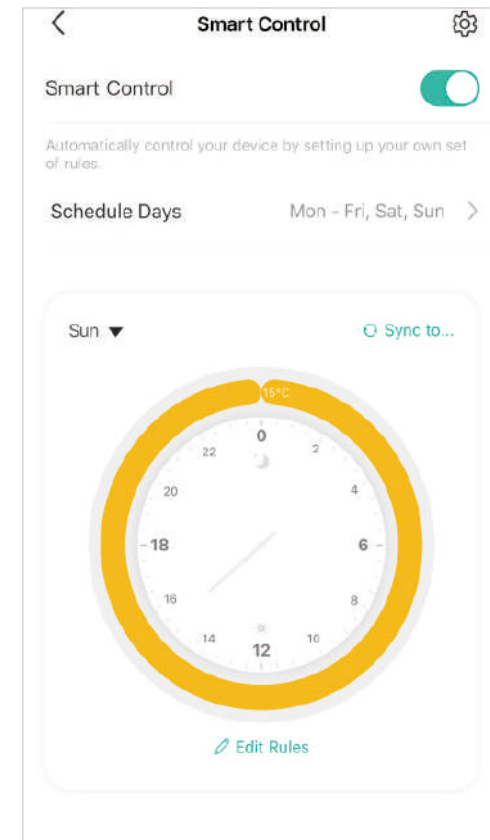 Smart Control
Smart Control
Automatically control your device by setting up your own set
of rules.
Schedule Days Mon - Fri, Sat, Sun
Sun Sync to...
15°C
0
22 2
20 4
18 6
16 8
14 10
12
Edit Rules